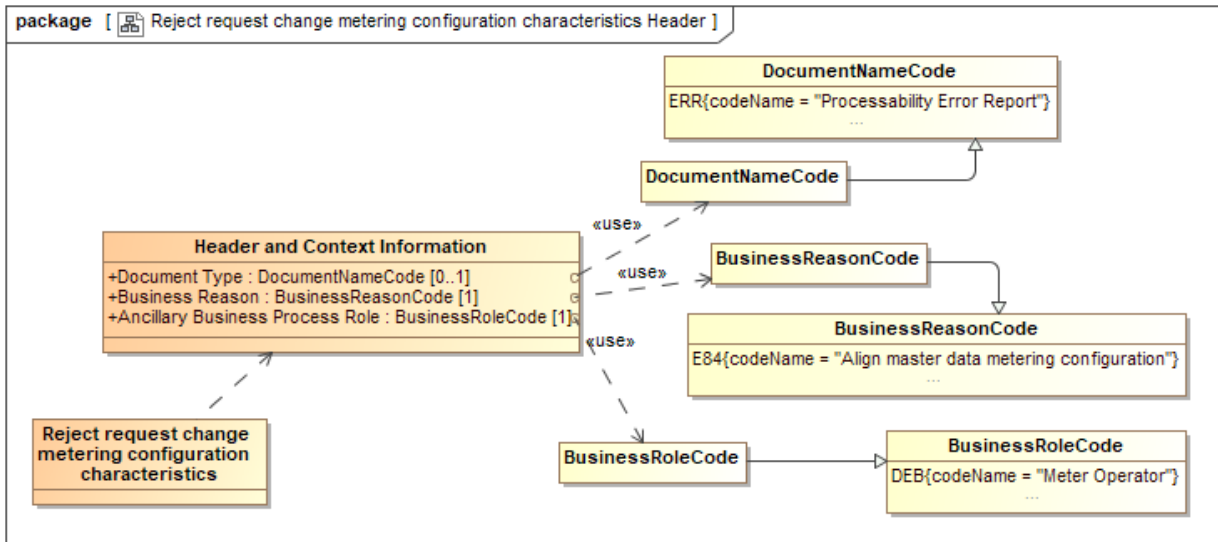 package [ Reject request change metering configuration characteristics Header ]
DocumentNameCode
ERR{codeName = "Processability Error Report"}
...
DocumentNameCode
«use»
Header and Context Information
+Document Type : DocumentNameCode [0..1]
+Business Reason : BusinessReasonCode [1]
+Ancillary Business Process Role : BusinessRoleCode [1]
«use»
BusinessReasonCode
«use»
BusinessReasonCode
E84{codeName = "Align master data metering configuration"}
...
Reject request change
metering configuration
characteristics
BusinessRoleCode
BusinessRoleCode
DEB{codeName = "Meter Operator"}
...